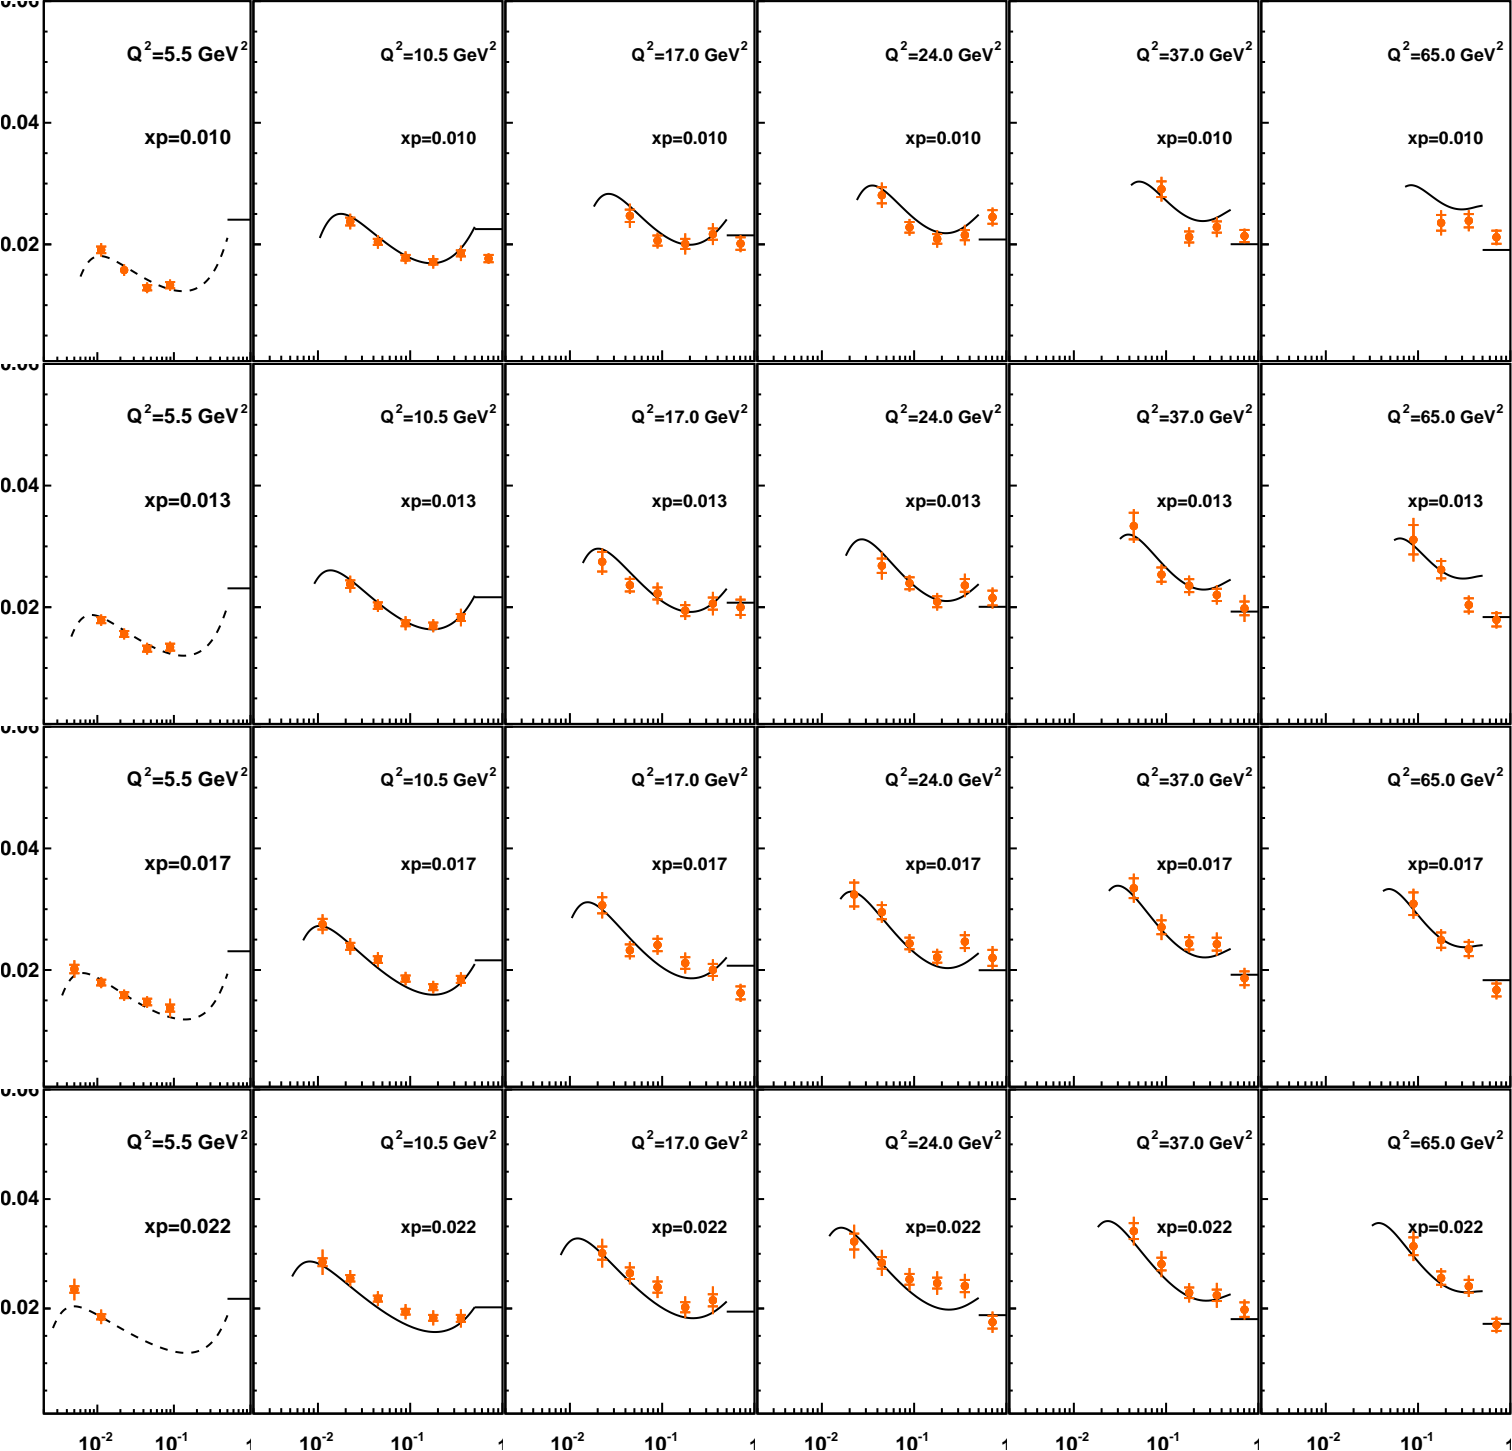 0.06
Q²=5.5 GeV² Q²=10.5 GeV² Q²=17.0 GeV² Q²=24.0 GeV² Q²=37.0 GeV² Q²=65.0 GeV²
0.04
xp=0.010 xp=0.010 xp=0.010 xp=0.010 xp=0.010 xp=0.010
0.02
0.06
Q²=5.5 GeV² Q²=10.5 GeV² Q²=17.0 GeV² Q²=24.0 GeV² Q²=37.0 GeV² Q²=65.0 GeV²
0.04
xp=0.013 xp=0.013 xp=0.013 xp=0.013 xp=0.013 xp=0.013
0.02
0.06
Q²=5.5 GeV² Q²=10.5 GeV² Q²=17.0 GeV² Q²=24.0 GeV² Q²=37.0 GeV² Q²=65.0 GeV²
0.04
xp=0.017 xp=0.017 xp=0.017 xp=0.017 xp=0.017 xp=0.017
0.02
0.06
Q²=5.5 GeV² Q²=10.5 GeV² Q²=17.0 GeV² Q²=24.0 GeV² Q²=37.0 GeV² Q²=65.0 GeV²
0.04
xp=0.022 xp=0.022 xp=0.022 xp=0.022 xp=0.022 xp=0.022
0.02
10⁻² 10⁻¹ 1 10⁻² 10⁻¹ 1 10⁻² 10⁻¹ 1 10⁻² 10⁻¹ 1 10⁻² 10⁻¹ 1 10⁻² 10⁻¹ 1